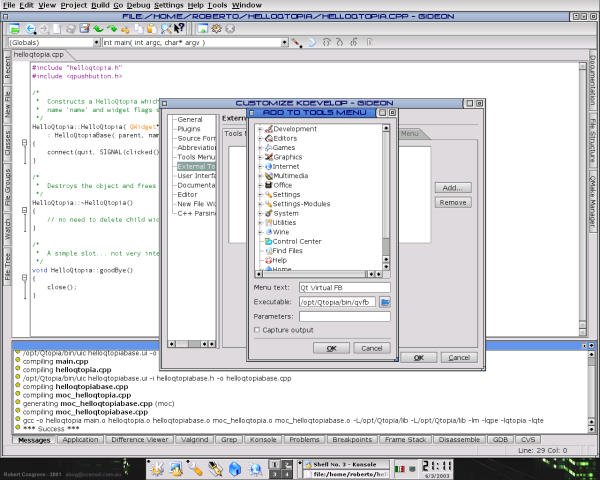 FILE:/HOME/ROBERTO/HELLOQTOPIA/HELLOQTOPIA.CPP - GIDEON
File Edit View Project Build Go Debug Settings Tools Window
(Globals)
int main( int argc, char* argv )
helloqtopia.cpp
Recent
New File
Classes
File Groups
Watch
File Tree
Documentation
File Structure
QMake Manager
#include "helloqtopia.h"
#include <qpushbutton.h>
/*
* Constructs a HelloQtopia which
* name 'name' and widget flags s
*/
HelloQtopia::HelloQtopia( QWidget*
: HelloQtopiaBase( parent, name
{
connect(quit, SIGNAL(clicked()
}
/*
* Destroys the object and frees
*/
HelloQtopia::~HelloQtopia()
{
// no need to delete child wid
}
/*
* A simple slot... not very inte
*/
void HelloQtopia::goodBye()
{
close();
}
CUSTOMIZE KDEVELOP - GIDEON
General
Plugins
Source Form
Abbreviation
Tools Menu
External To
User Interfa
Documenta
Editor
New File Wi
C++ Parsin
Extern
Tools M
Menu
Add...
Remove
OK
Cancel
ADD TO TOOLS MENU
Development
Editors
Games
Graphics
Internet
Multimedia
Office
Settings
Settings-Modules
System
Utilities
Wine
Control Center
Find Files
Help
Home
Menu text: Qt Virtual FB
Executable: /opt/Qtopia/bin/qvfb
Parameters:
Capture output
OK
Cancel
/opt/Qtopia/bin/uic helloqtopiabase.ui -o
compiling main.cpp
compiling helloqtopia.cpp
/opt/Qtopia/bin/uic helloqtopiabase.ui -i helloqtopiabase.h -o helloqtopiabase.cpp
compiling moc_helloqtopia.cpp
generating moc_helloqtopiabase.cpp (moc)
compiling helloqtopiabase.cpp
compiling moc_helloqtopiabase.cpp
gcc -o helloqtopia main.o helloqtopia.o helloqtopiabase.o moc_helloqtopia.o moc_helloqtopiabase.o -L/opt/Qtopia/lib -L/opt/Qtopia/lib -lm -lqpe -lqtopia -lqte
*** Success ***
Messages Application Difference Viewer Valgrind Grep Konsole Problems Breakpoints Frame Stack Disassemble GDB CVS
Line: 29 Col: 0
1 2
3 4
Shell No. 3 - Konsole
file:/home/roberto/hel
21:11
6/3/2003